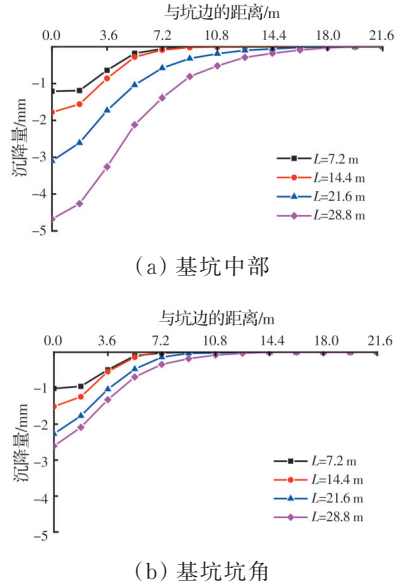 与坑边的距离/m
0.0 3.6 7.2 10.8 14.4 18.0 21.6
沉降量/mm
-1
-2
-3
-4
-5
L=7.2 m
L=14.4 m
L=21.6 m
L=28.8 m
(a) 基坑中部
与坑边的距离/m
0.0 3.6 7.2 10.8 14.4 18.0 21.6
沉降量/mm
-1
-2
-3
-4
-5
L=7.2 m
L=14.4 m
L=21.6 m
L=28.8 m
(b) 基坑坑角